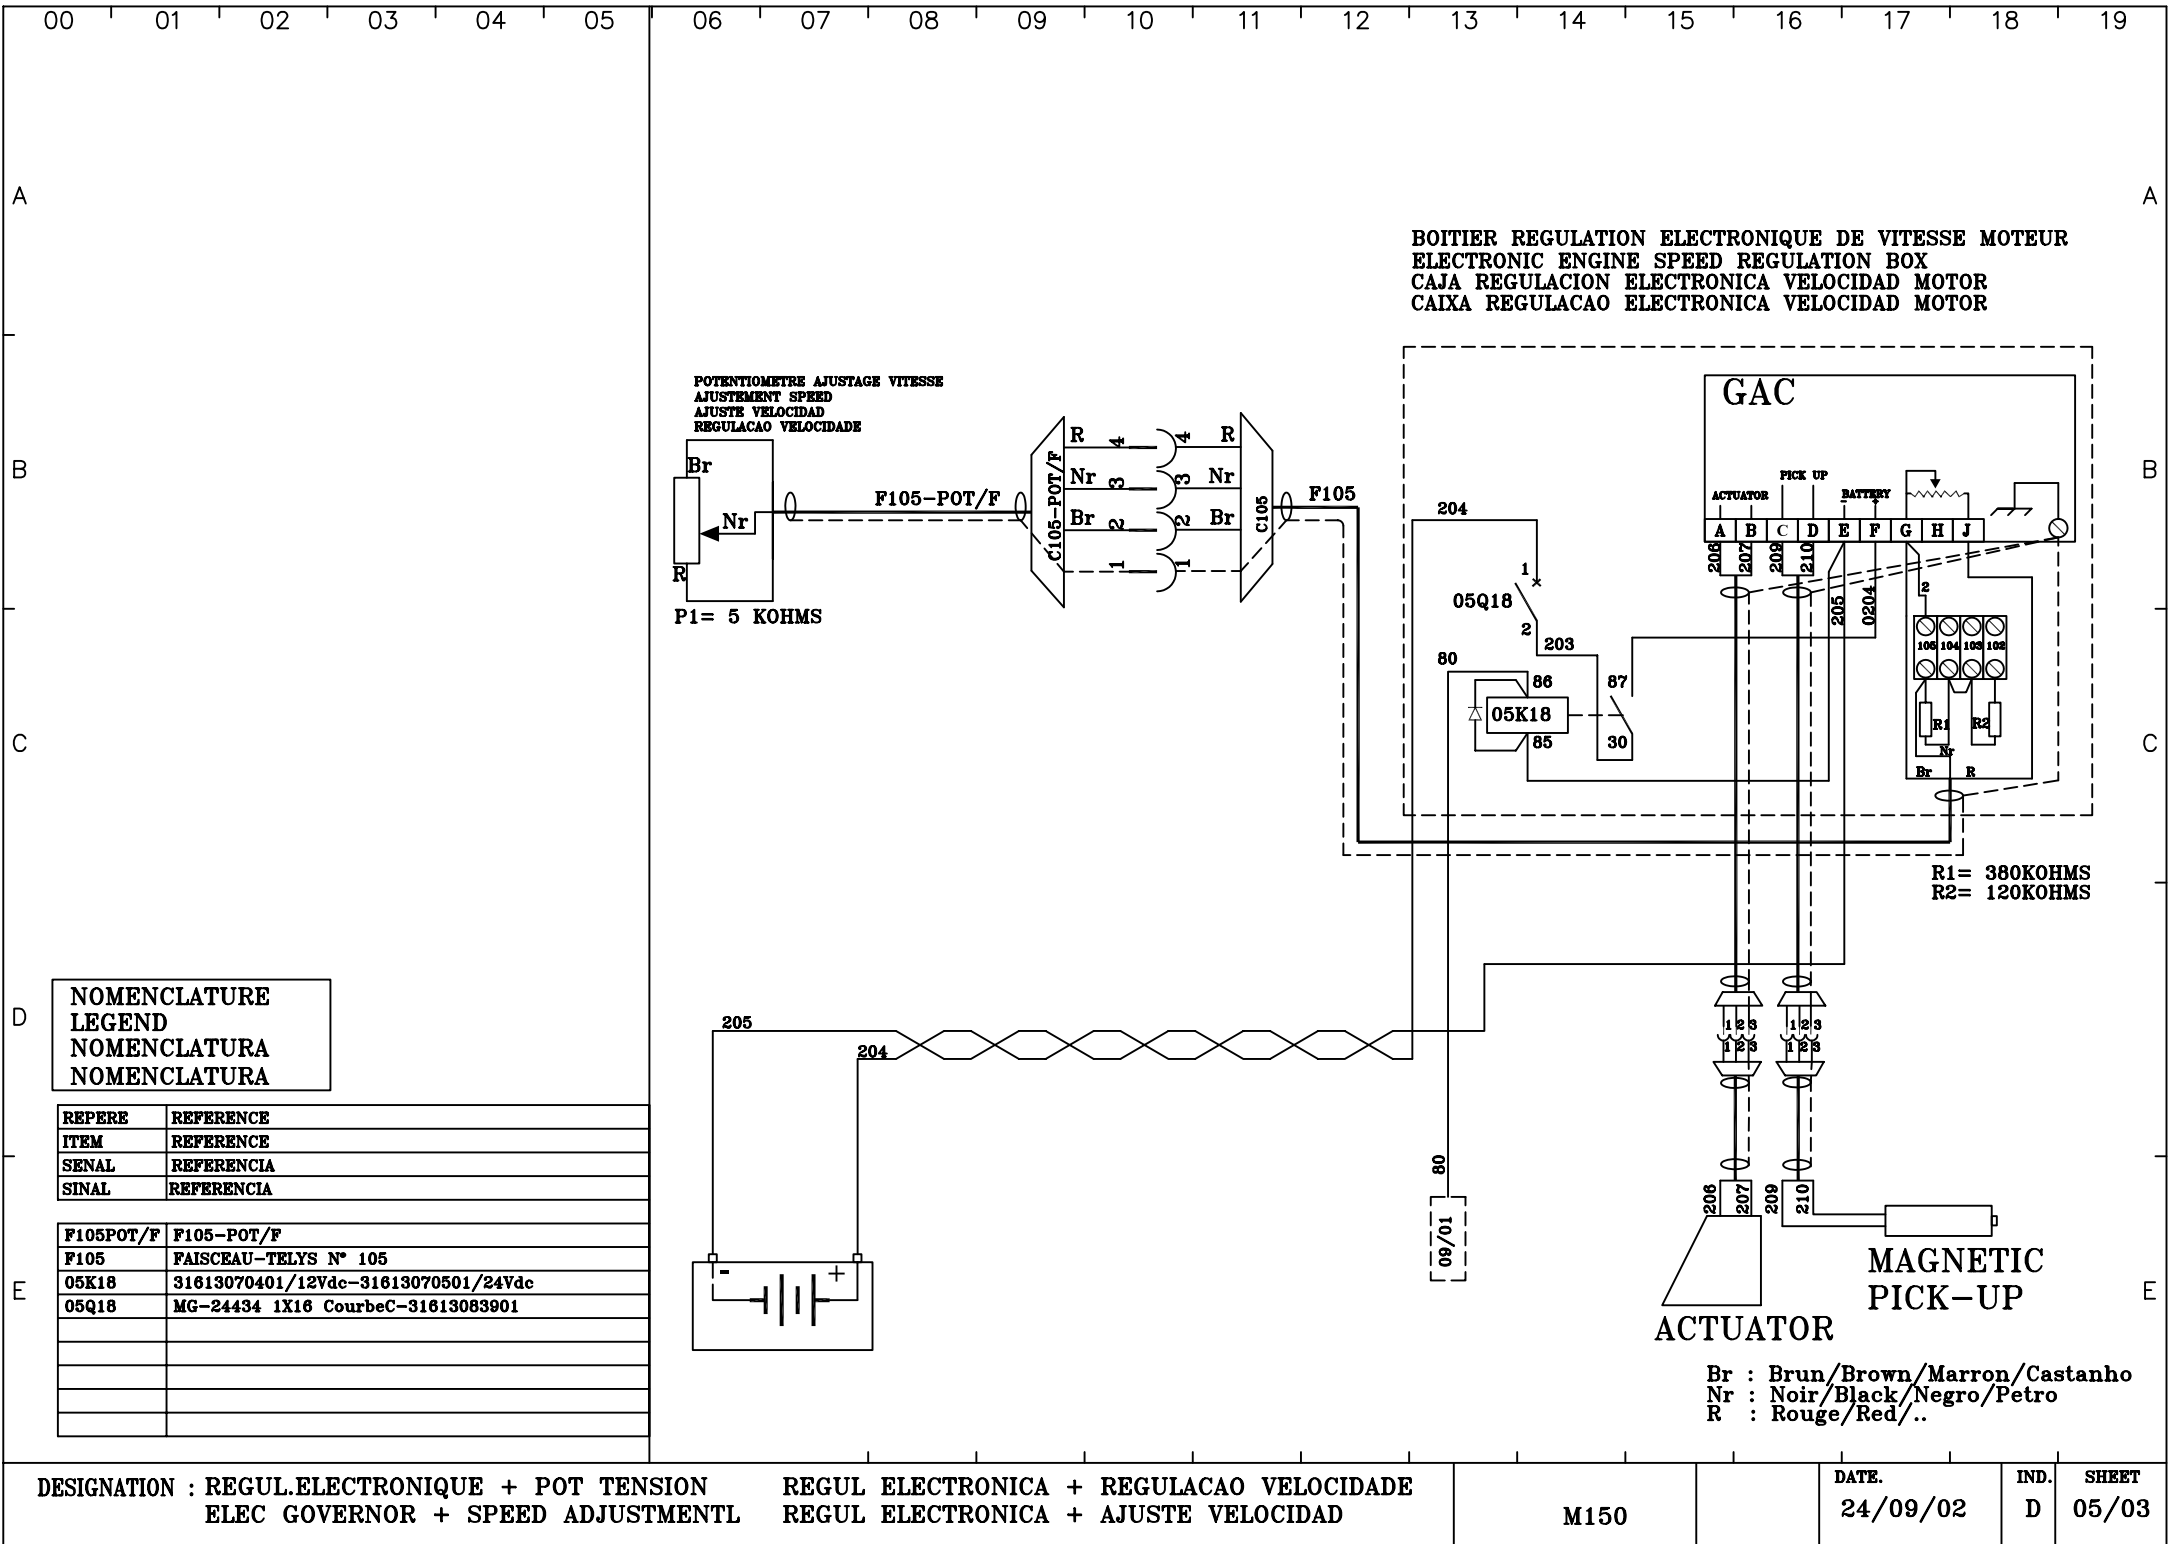 00 01 02 03 04 05 06 07 08 09 10 11 12 13 14 15 16 17 18 19
A A
BOITIER REGULATION ELECTRONIQUE DE VITESSE MOTEUR
ELECTRONIC ENGINE SPEED REGULATION BOX
CAJA REGULACION ELECTRONICA VELOCIDAD MOTOR
CAIXA REGULACAO ELECTRONICA VELOCIDAD MOTOR
POTENTIOMETRE AJUSTAGE VITESSE
AJUSTEMENT SPEED
AJUSTE VELOCIDAD
REGULACAO VELOCIDADE
B B
Br
Nr
R
P1= 5 KOHMS
F105-POT/F
C105-POT/F
R 4 4 R
Nr 3 3 Nr
Br 2 2 Br
1 1
C105
F105
GAC
PICK UP
ACTUATOR
- BATTERY +
A B C D E F G H J
206 207 209 210
205 0204
2
204
1
05Q18
2
203
80
86 87
05K18
85 30
105 104 103 102
R1 R2
Nr
Br R
C C
R1= 380KOHMS
R2= 120KOHMS
D
205
204
1 2 3 1 2 3
1 2 3 1 2 3
80
09/01
206 207 209 210
- +
MAGNETIC
PICK-UP
ACTUATOR
E E
Br : Brun/Brown/Marron/Castanho
Nr : Noir/Black/Negro/Petro
R : Rouge/Red/..
NOMENCLATURE
LEGEND
NOMENCLATURA
NOMENCLATURA
D
REPERE REFERENCE
ITEM REFERENCE
SENAL REFERENCIA
SINAL REFERENCIA
F105POT/F F105-POT/F
F105 FAISCEAU-TELYS N° 105
05K18 31613070401/12Vdc-31613070501/24Vdc
05Q18 MG-24434 1X16 CourbeC-31613083901
DESIGNATION : REGUL.ELECTRONIQUE + POT TENSION REGUL ELECTRONICA + REGULACAO VELOCIDADE
ELEC GOVERNOR + SPEED ADJUSTMENTL REGUL ELECTRONICA + AJUSTE VELOCIDAD
M150
DATE. IND. SHEET
24/09/02 D 05/03